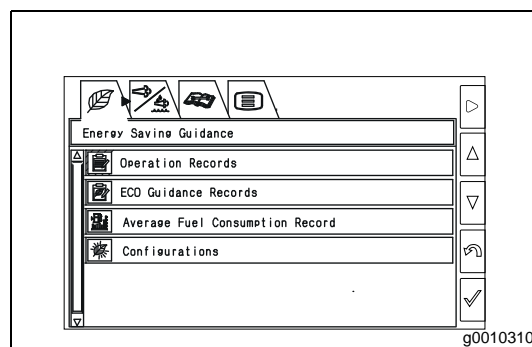 Energy Saving Guidance
Operation Records
ECO Guidance Records
Average Fuel Consumption Record
Configurations
g0010310